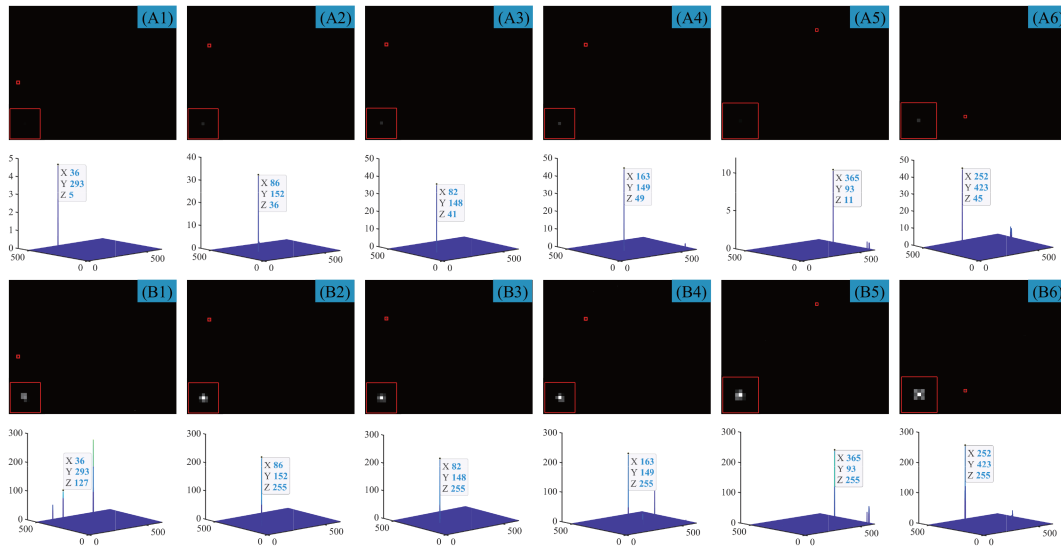 (A1)
(A2)
(A3)
(A4)
(A5)
(A6)
5
4
3
2
1
0
X 36
Y 293
Z 5
500
0 0
500
40
30
20
10
0
X 86
Y 152
Z 36
500
0 0
500
50
40
30
20
10
0
X 82
Y 148
Z 41
500
0 0
500
50
40
30
20
10
0
X 163
Y 149
Z 49
500
0 0
500
10
5
0
X 365
Y 93
Z 11
500
0 0
500
50
40
30
20
10
0
X 252
Y 423
Z 45
500
0 0
500
(B1)
(B2)
(B3)
(B4)
(B5)
(B6)
300
200
100
0
X 36
Y 293
Z 127
500
0 0
500
300
200
100
0
X 86
Y 152
Z 255
500
0 0
500
300
200
100
0
X 82
Y 148
Z 255
500
0 0
500
300
200
100
0
X 163
Y 149
Z 255
500
0 0
500
300
200
100
0
X 365
Y 93
Z 255
500
0 0
500
300
200
100
0
X 252
Y 423
Z 255
500
0 0
500